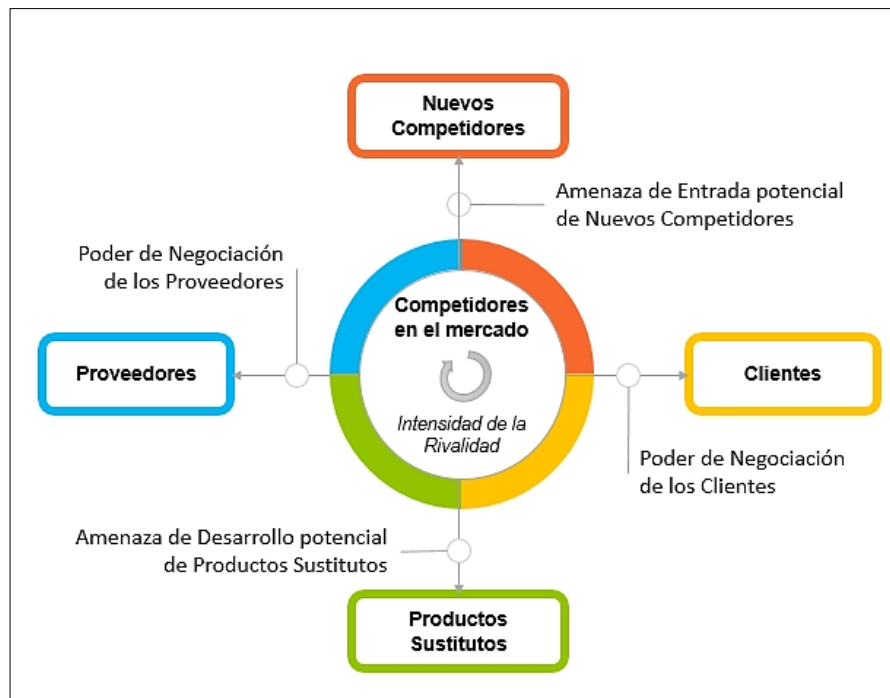 Nuevos
Competidores
Amenaza de Entrada potencial
de Nuevos Competidores
Poder de Negociación
de los Proveedores
Competidores
en el mercado
Proveedores
Clientes
Intensidad de la
Rivalidad
Poder de Negociación
de los Clientes
Amenaza de Desarrollo potencial
de Productos Sustitutos
Productos
Sustitutos